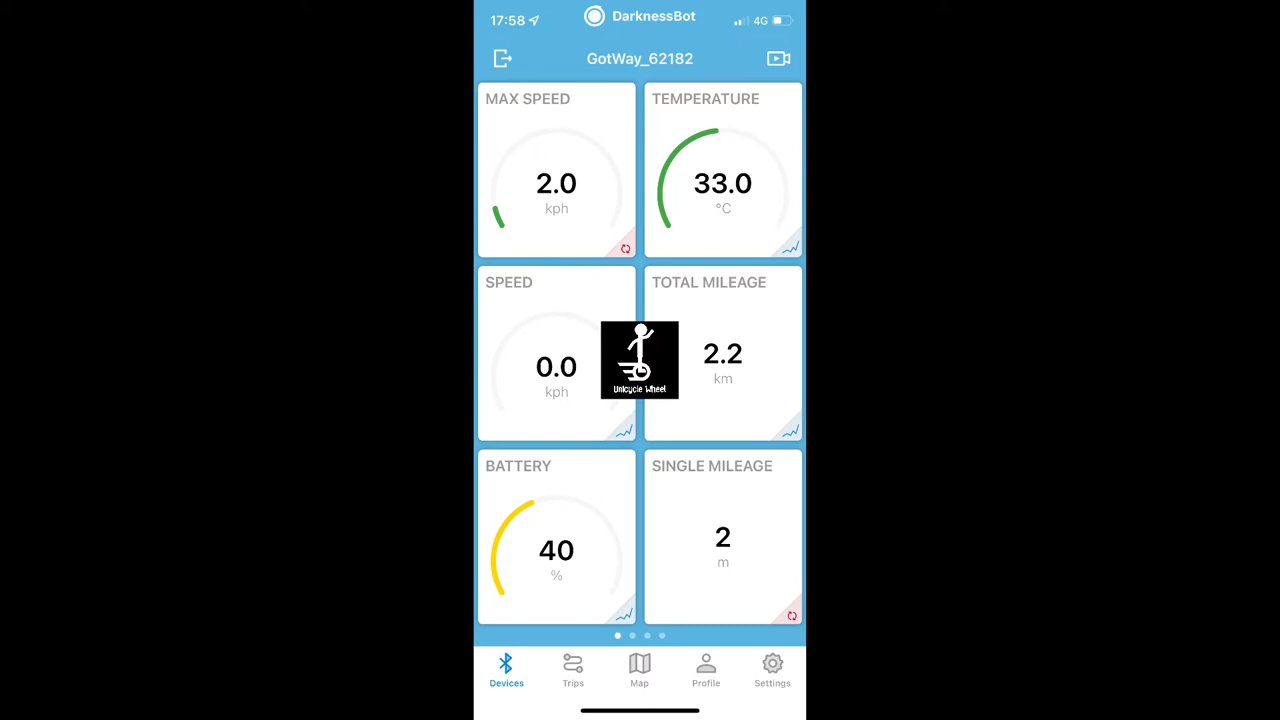 17:58
DarknessBot
4G
GotWay_62182
MAX SPEED
2.0
kph
TEMPERATURE
33.0
°C
SPEED
0.0
kph
TOTAL MILEAGE
2.2
km
Unicycle Wheel
BATTERY
40
%
SINGLE MILEAGE
2
m
Devices
Trips
Map
Profile
Settings